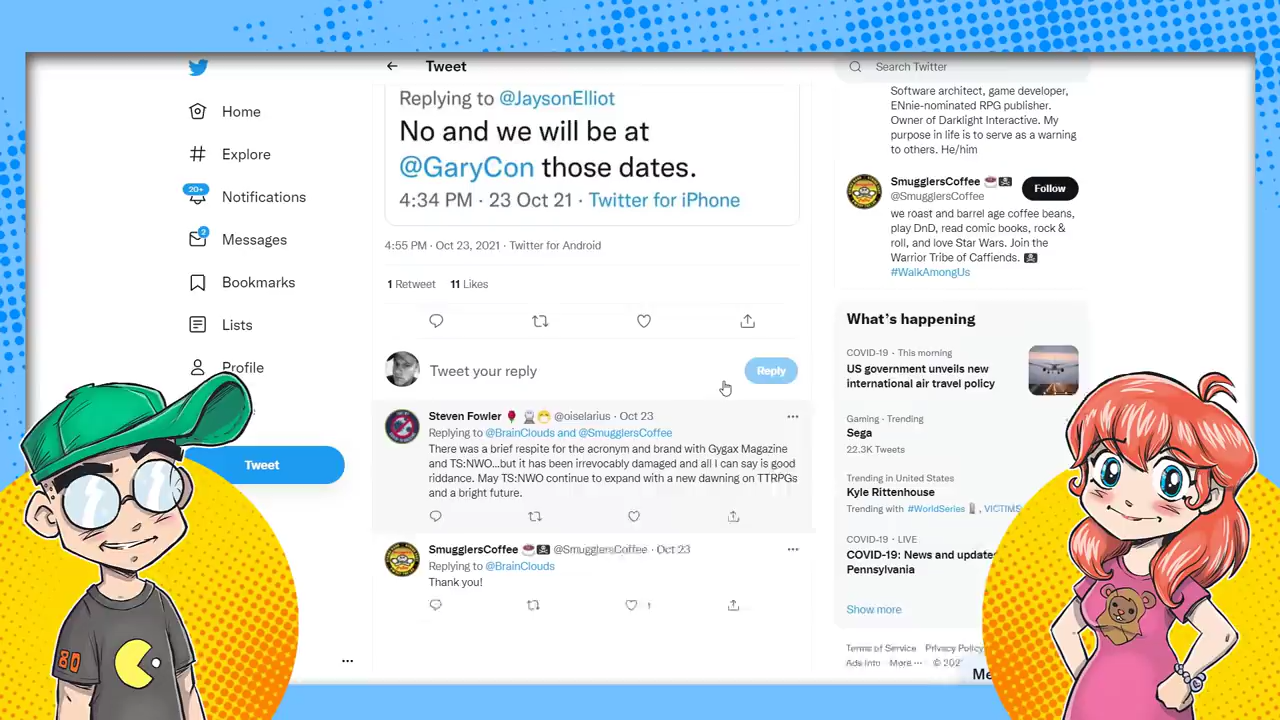 Tweet
Search Twitter
Home
Explore
20+
Notifications
2
Messages
Bookmarks
Lists
Profile
Tweet
Replying to @JaysonElliot
No and we will be at
@GaryCon those dates.
4:34 PM · 23 Oct 21 · Twitter for iPhone
4:55 PM · Oct 23, 2021 · Twitter for Android
1 Retweet 11 Likes
Tweet your reply
Reply
Steven Fowler @oiselarius · Oct 23
Replying to @BrainClouds and @SmugglersCoffee
There was a brief respite for the acronym and brand with Gygax Magazine
and TS:NWO...but it has been irrevocably damaged and all I can say is good
riddance. May TS:NWO continue to expand with a new dawning on TTRPGs
and a bright future.
SmugglersCoffee @SmugglersCoffee · Oct 23
Replying to @BrainClouds
Thank you!
1
Software architect, game developer,
ENnie-nominated RPG publisher.
Owner of Darklight Interactive. My
purpose in life is to serve as a warning
to others. He/him
SmugglersCoffee
@SmugglersCoffee
Follow
we roast and barrel age coffee beans,
play DnD, read comic books, rock &
roll, and love Star Wars. Join the
Warrior Tribe of Caffiends.
#WalkAmongUs
What's happening
COVID-19 · This morning
US government unveils new
international air travel policy
Gaming · Trending
Sega
22.3K Tweets
Trending in United States
Kyle Rittenhouse
Trending with #WorldSeries, VICTIMS
COVID-19 · LIVE
COVID-19: News and update
Pennsylvania
Show more
Terms of Service Privacy Policy
Ads info More ··· © 202
Me
80